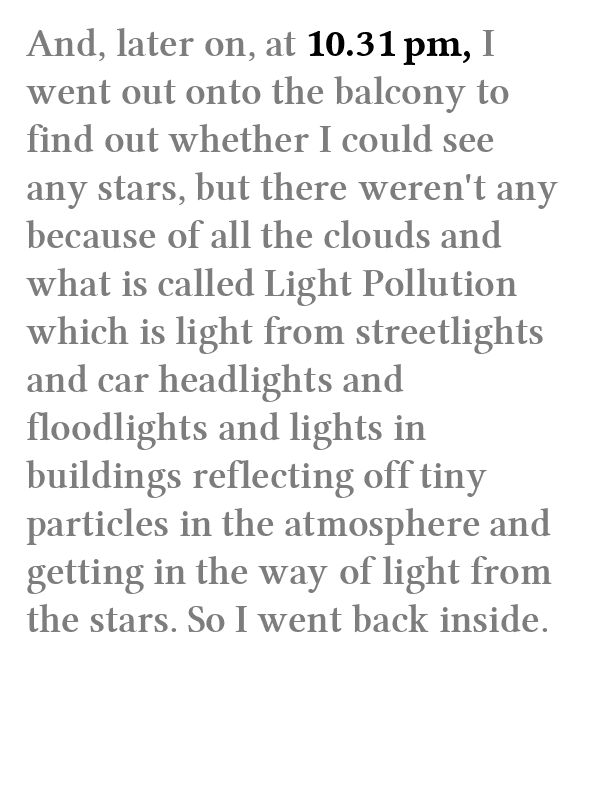 And, later on, at 10.31 pm, I
went out onto the balcony to
find out whether I could see
any stars, but there weren't any
because of all the clouds and
what is called Light Pollution
which is light from streetlights
and car headlights and
floodlights and lights in
buildings reflecting off tiny
particles in the atmosphere and
getting in the way of light from
the stars. So I went back inside.